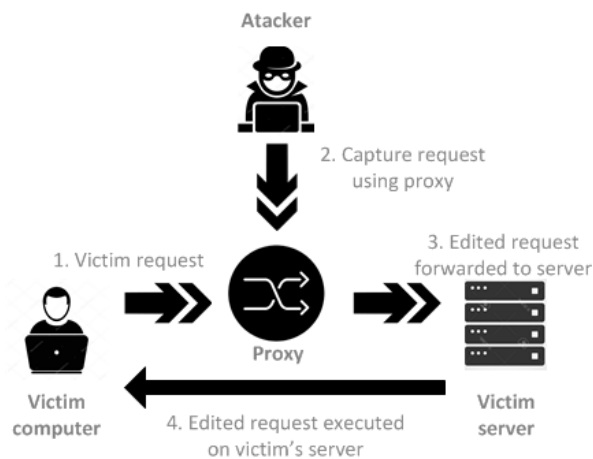 Atacker
2. Capture request
using proxy
1. Victim request
3. Edited request
forwarded to server
Proxy
Victim
computer
4. Edited request executed
on victim's server
Victim
server